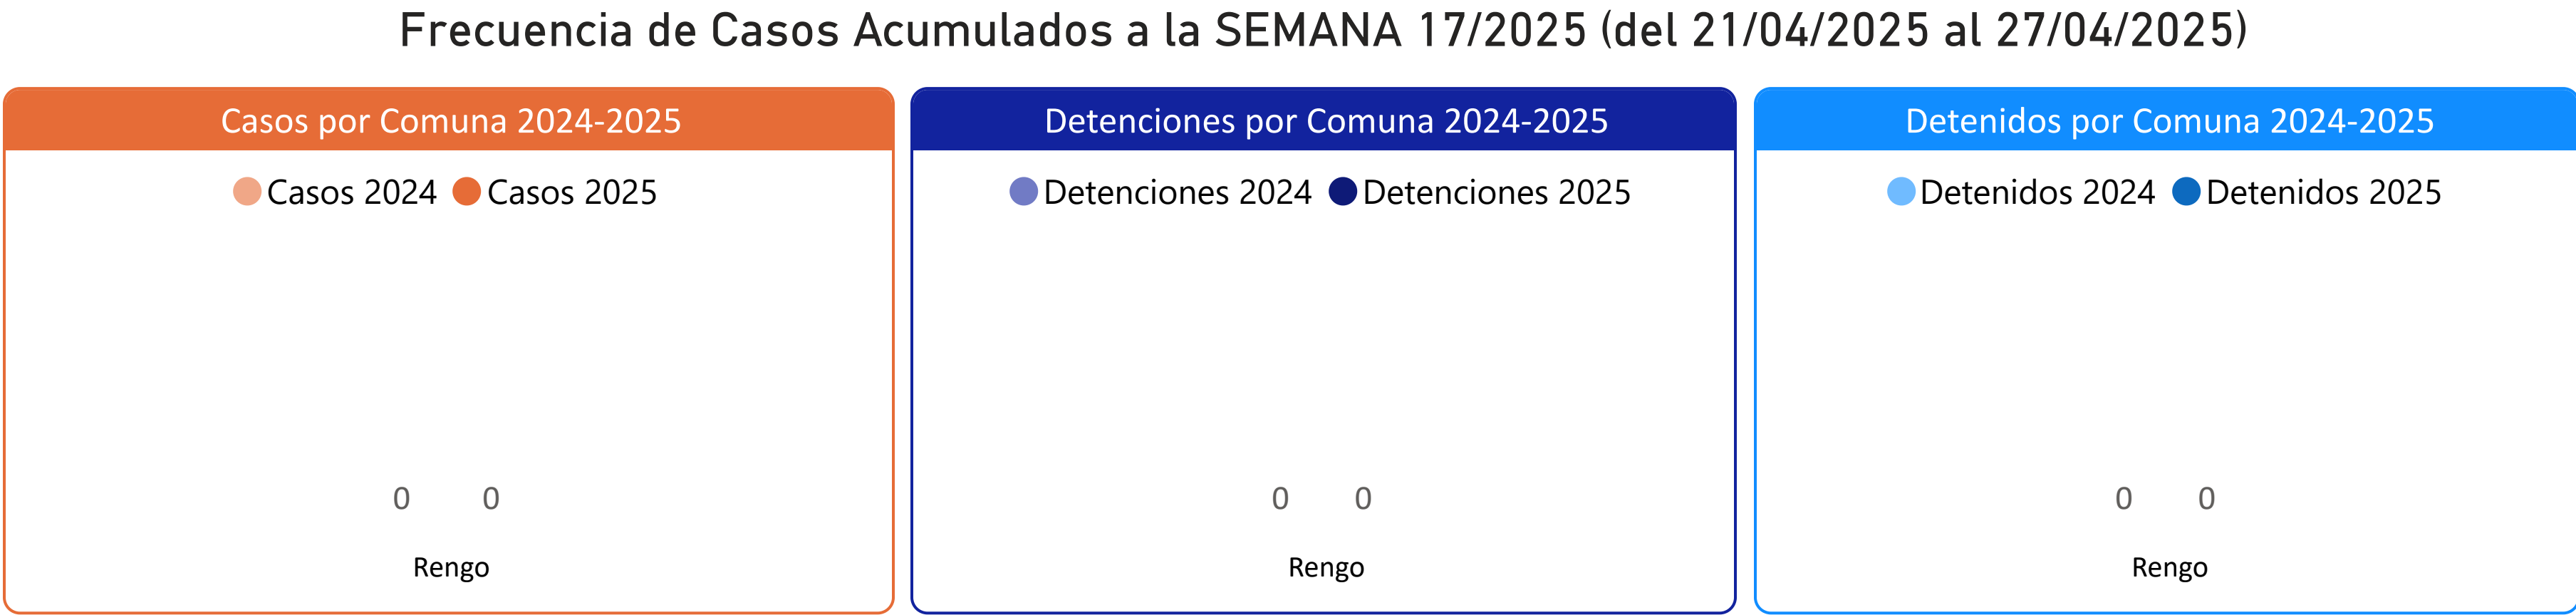 Frecuencia de Casos Acumulados a la SEMANA 17/2025 (del 21/04/2025 al 27/04/2025)
Casos por Comuna 2024-2025
Casos 2024 Casos 2025
0 0
Rengo
Detenciones por Comuna 2024-2025
Detenciones 2024 Detenciones 2025
0 0
Rengo
Detenidos por Comuna 2024-2025
Detenidos 2024 Detenidos 2025
0 0
Rengo